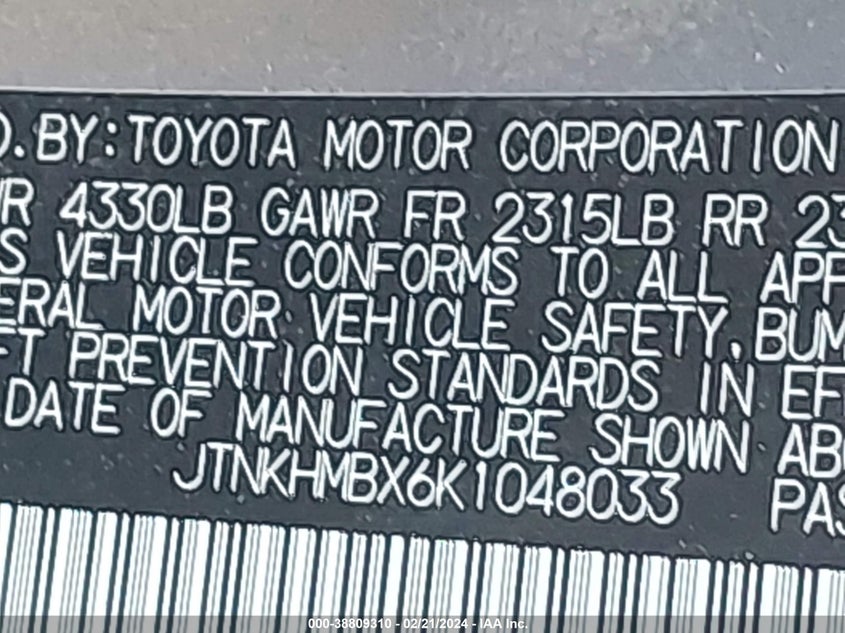 D.BY:TOYOTA MOTOR CORPORATION
WR 4330LB GAWR FR 2315LB RR 23
S VEHICLE CONFORMS TO ALL APP
ERAL MOTOR VEHICLE SAFETY,BUM
FT PREVENTION STANDARDS IN EF
DATE OF MANUFACTURE SHOWN AB
JTNKHMBX6K1048033 PAS
000-38809310 - 02/21/2024 - IAA Inc.